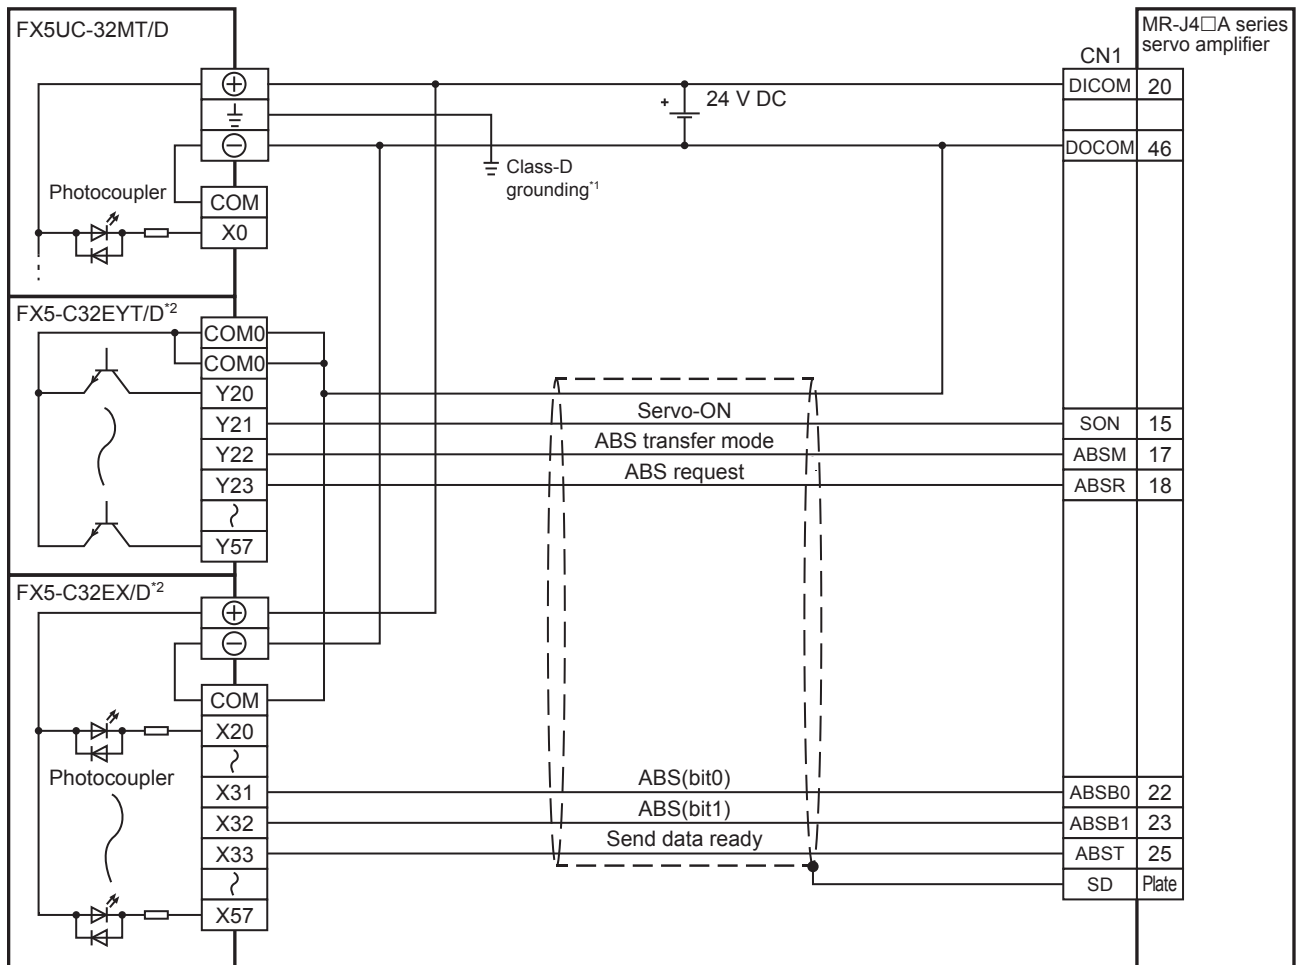 FX5UC-32MT/D
MR-J4□A series
servo amplifier
CN1
DICOM 20
24 V DC
+
DOCOM 46
Class-D
grounding*1
Photocoupler
COM
X0
FX5-C32EYT/D*2
COM0
COM0
Y20
Y21
Servo-ON
SON 15
Y22
ABS transfer mode
ABSM 17
Y23
ABS request
ABSR 18
Y57
FX5-C32EX/D*2
COM
X20
Photocoupler
X31
ABS(bit0)
ABSB0 22
X32
ABS(bit1)
ABSB1 23
X33
Send data ready
ABST 25
SD Plate
X57